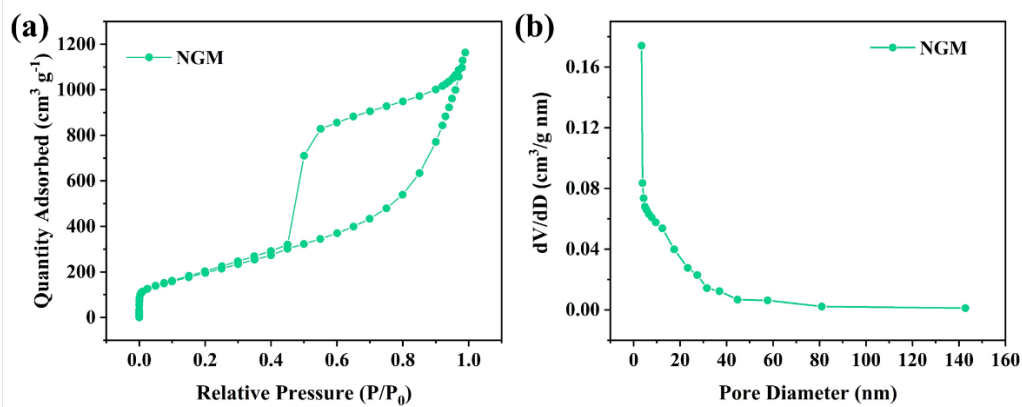 (a)
NGM
Quantity Adsorbed (cm³ g⁻¹)
1200
1000
800
600
400
200
0
0.0 0.2 0.4 0.6 0.8 1.0
Relative Pressure (P/P₀)
(b)
NGM
dV/dD (cm³/g nm)
0.16
0.12
0.08
0.04
0.00
0 20 40 60 80 100 120 140 160
Pore Diameter (nm)